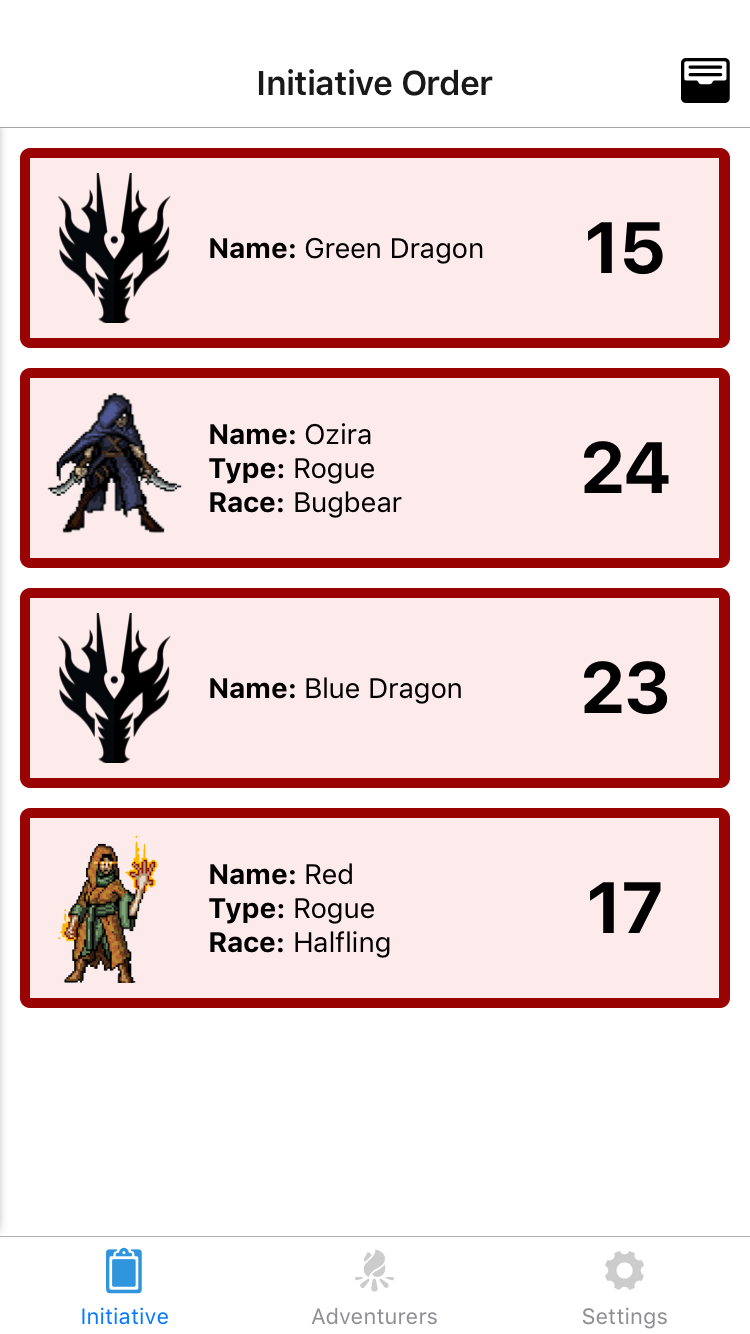 Initiative Order
Name: Green Dragon
15
Name: Ozira
Type: Rogue
Race: Bugbear
24
Name: Blue Dragon
23
Name: Red
Type: Rogue
Race: Halfling
17
Initiative
Adventurers
Settings